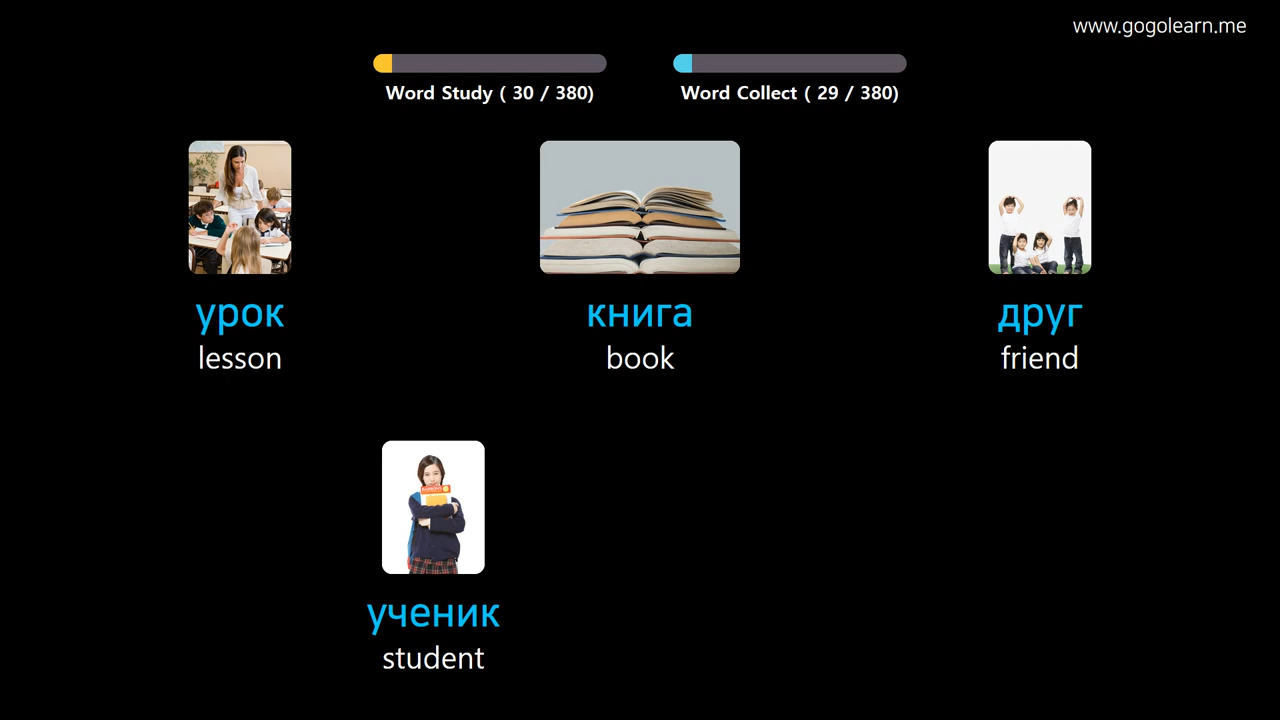 www.gogolearn.me
Word Study ( 30 / 380)
Word Collect ( 29 / 380)
урок
lesson
книга
book
друг
friend
ученик
student